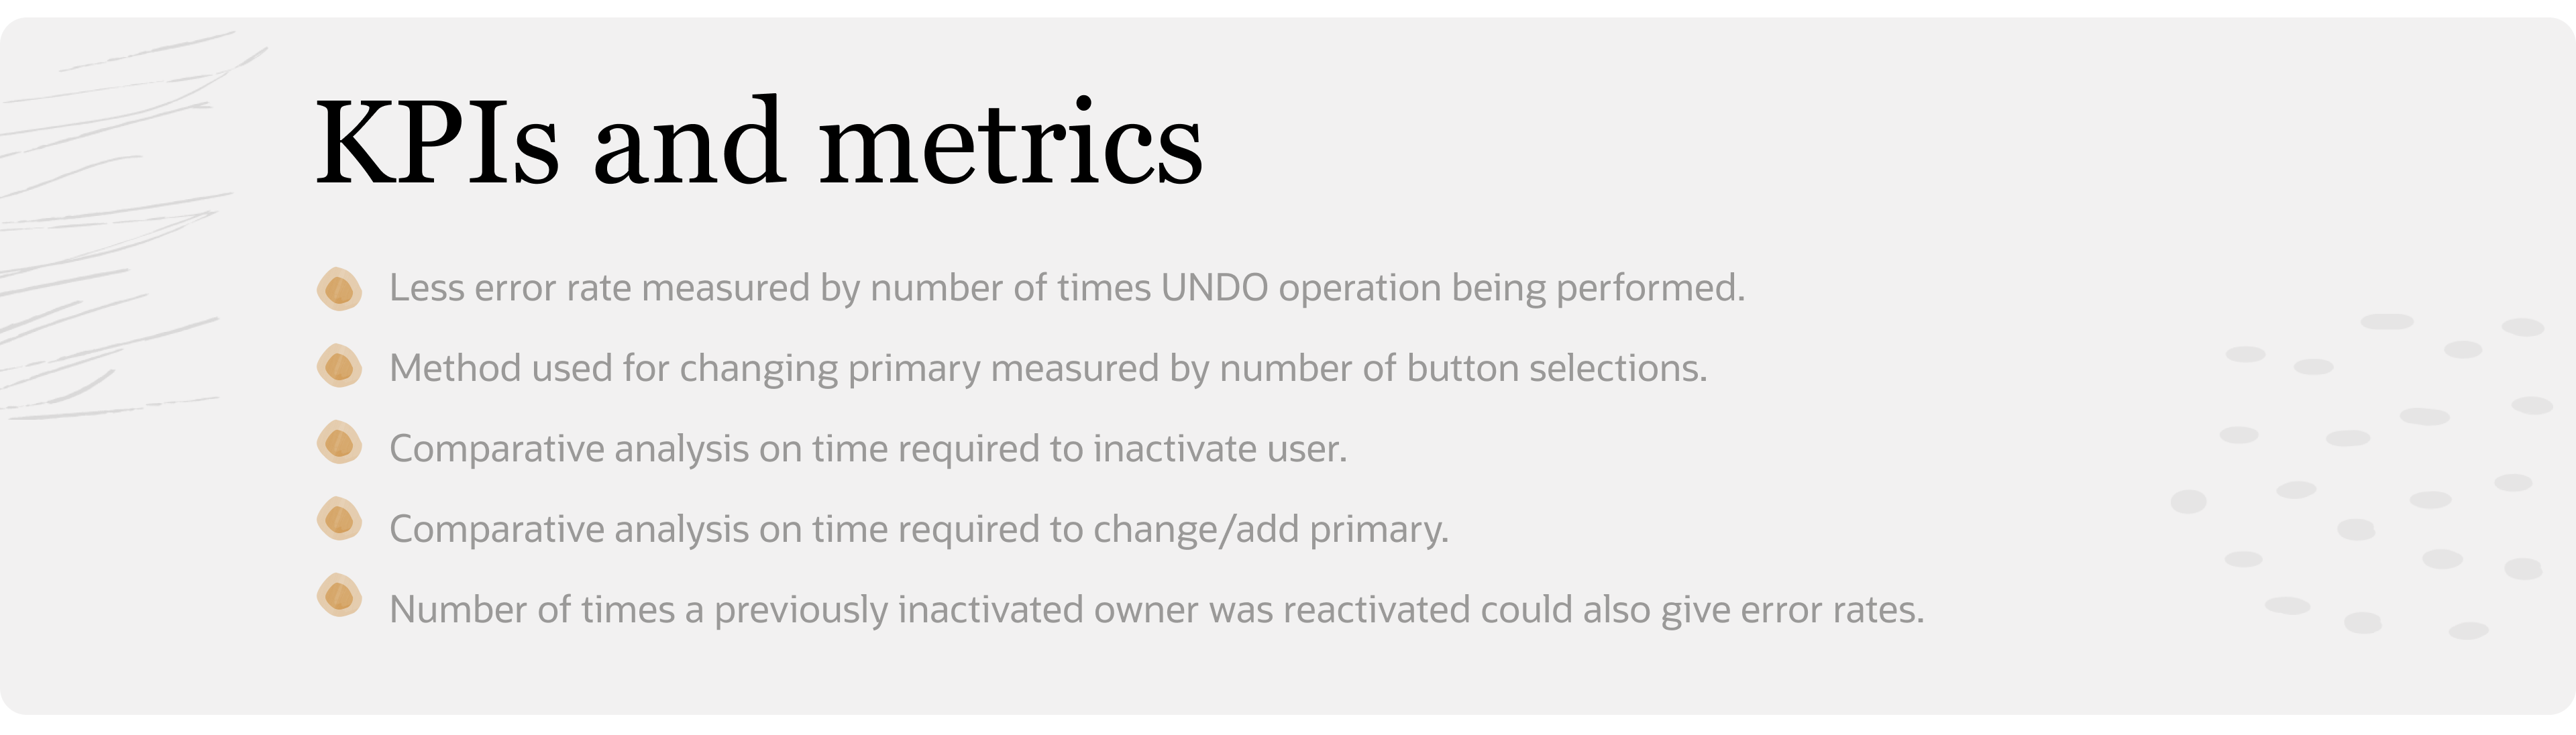 KPIs and metrics
Less error rate measured by number of times UNDO operation being performed.
Method used for changing primary measured by number of button selections.
Comparative analysis on time required to inactivate user.
Comparative analysis on time required to change/add primary.
Number of times a previously inactivated owner was reactivated could also give error rates.